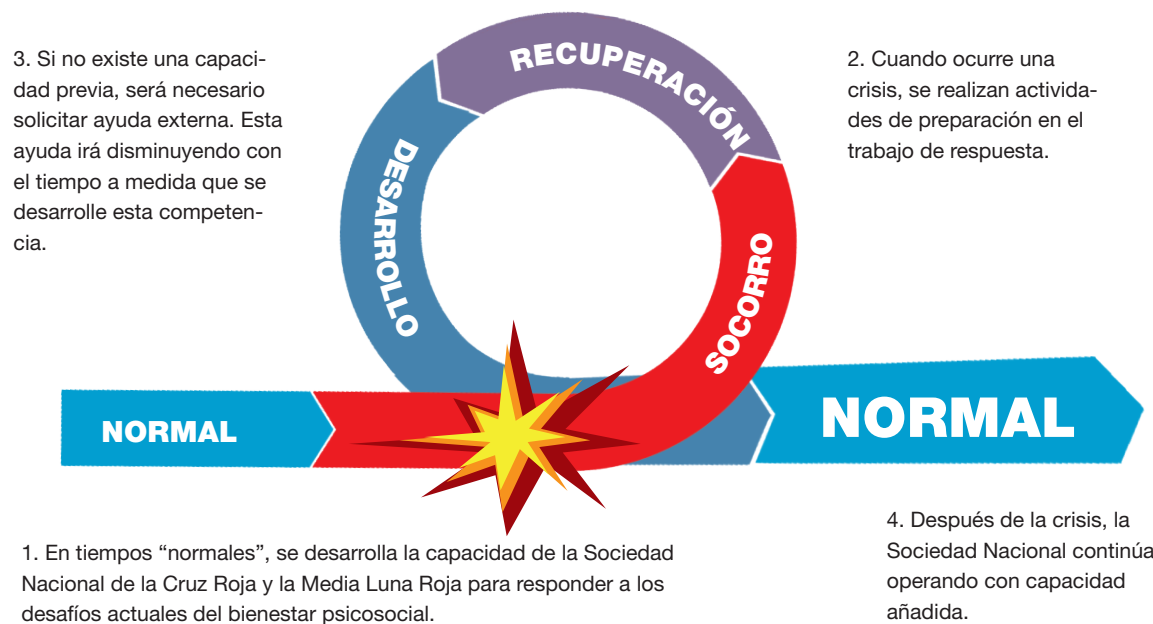 3. Si no existe una capaci-
dad previa, será necesario
solicitar ayuda externa. Esta
ayuda irá disminuyendo con
el tiempo a medida que se
desarrolle esta competen-
cia.
RECUPERACIÓN
2. Cuando ocurre una
crisis, se realizan activida-
des de preparación en el
trabajo de respuesta.
DESARROLLO
SOCORRO
NORMAL
NORMAL
1. En tiempos “normales”, se desarrolla la capacidad de la Sociedad
Nacional de la Cruz Roja y la Media Luna Roja para responder a los
desafíos actuales del bienestar psicosocial.
4. Después de la crisis, la
Sociedad Nacional continúa
operando con capacidad
añadida.